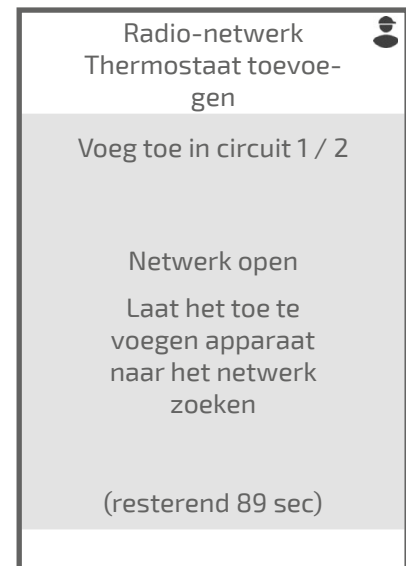 Radio-netwerk
Thermostaat toevoe-
gen
Voeg toe in circuit 1 / 2
Netwerk open
Laat het toe te
voegen apparaat
naar het netwerk
zoeken
(resterend 89 sec)